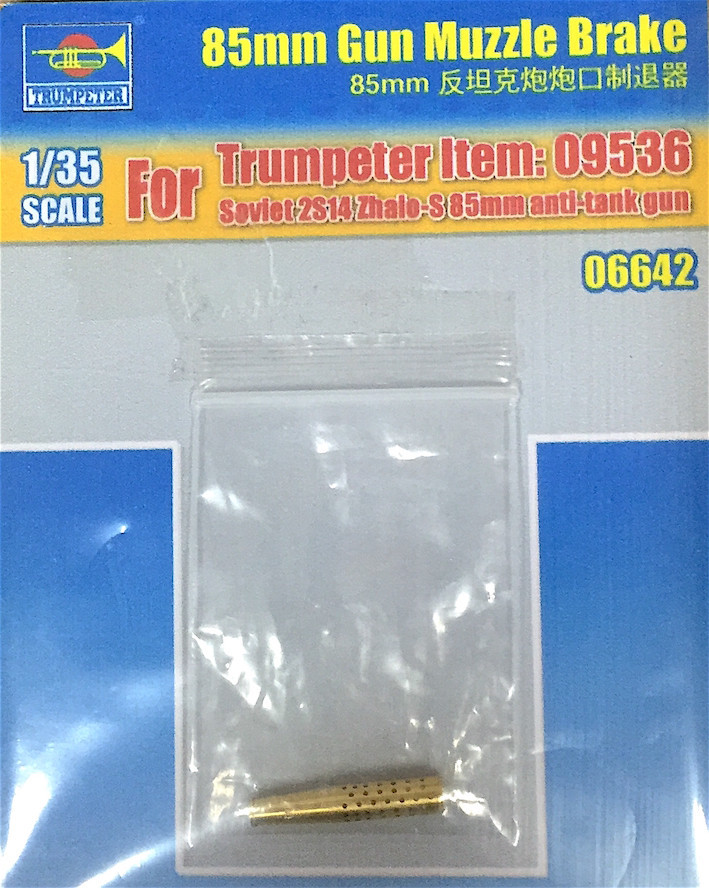 TRUMPETER
85mm Gun Muzzle Brake
85mm 反坦克炮炮口制退器
1/35
SCALE
For
Trumpeter Item: 09536
Soviet 2S14 Zhalo-S 85mm anti-tank gun
06642